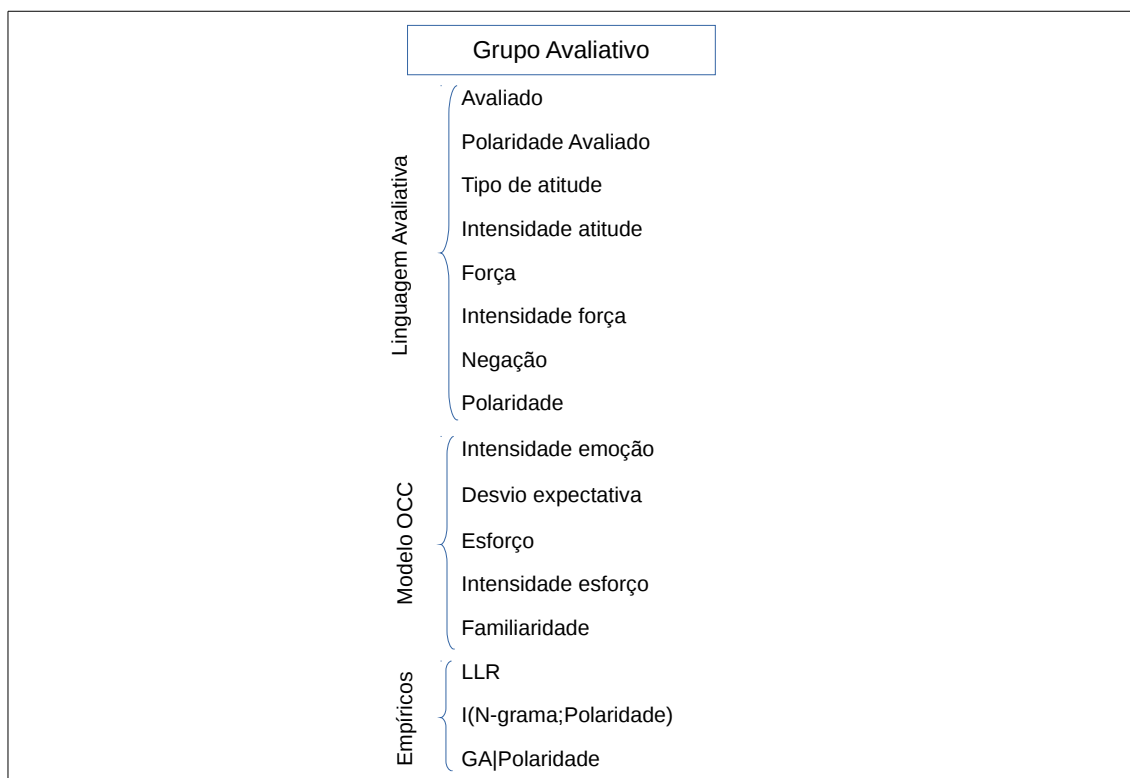 Grupo Avaliativo
Linguagem Avaliativa
Avaliado
Polaridade Avaliado
Tipo de atitude
Intensidade atitude
Força
Intensidade força
Negação
Polaridade
Modelo OCC
Intensidade emoção
Desvio expectativa
Esforço
Intensidade esforço
Familiaridade
Empíricos
LLR
I(N-grama;Polaridade)
GA|Polaridade